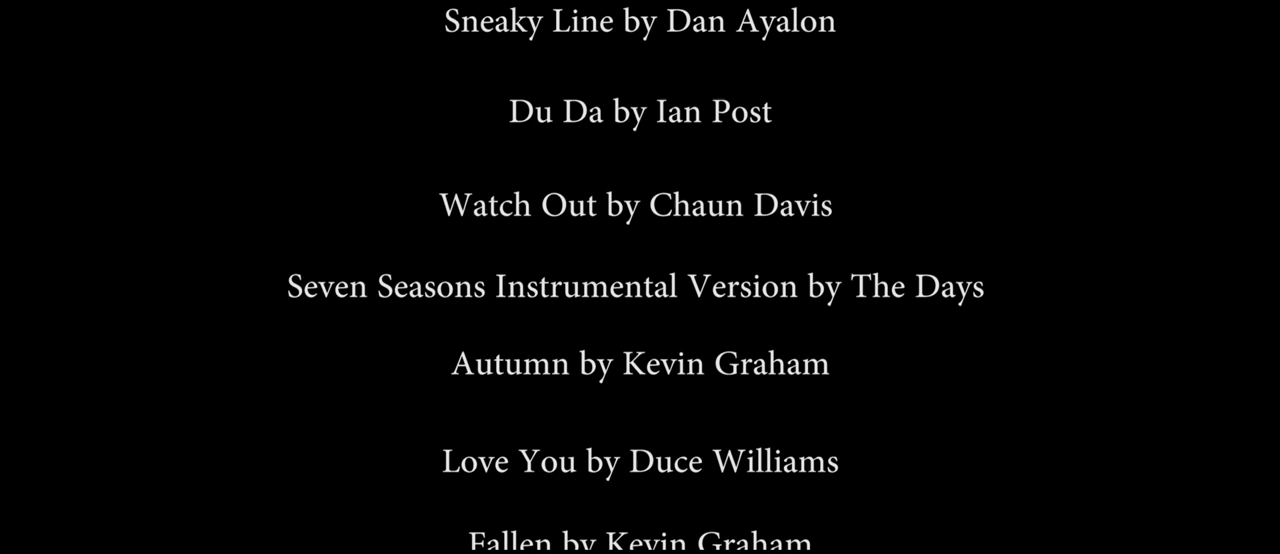 Sneaky Line by Dan Ayalon
Du Da by Ian Post
Watch Out by Chaun Davis
Seven Seasons Instrumental Version by The Days
Autumn by Kevin Graham
Love You by Duce Williams
Fallen by Kevin Graham